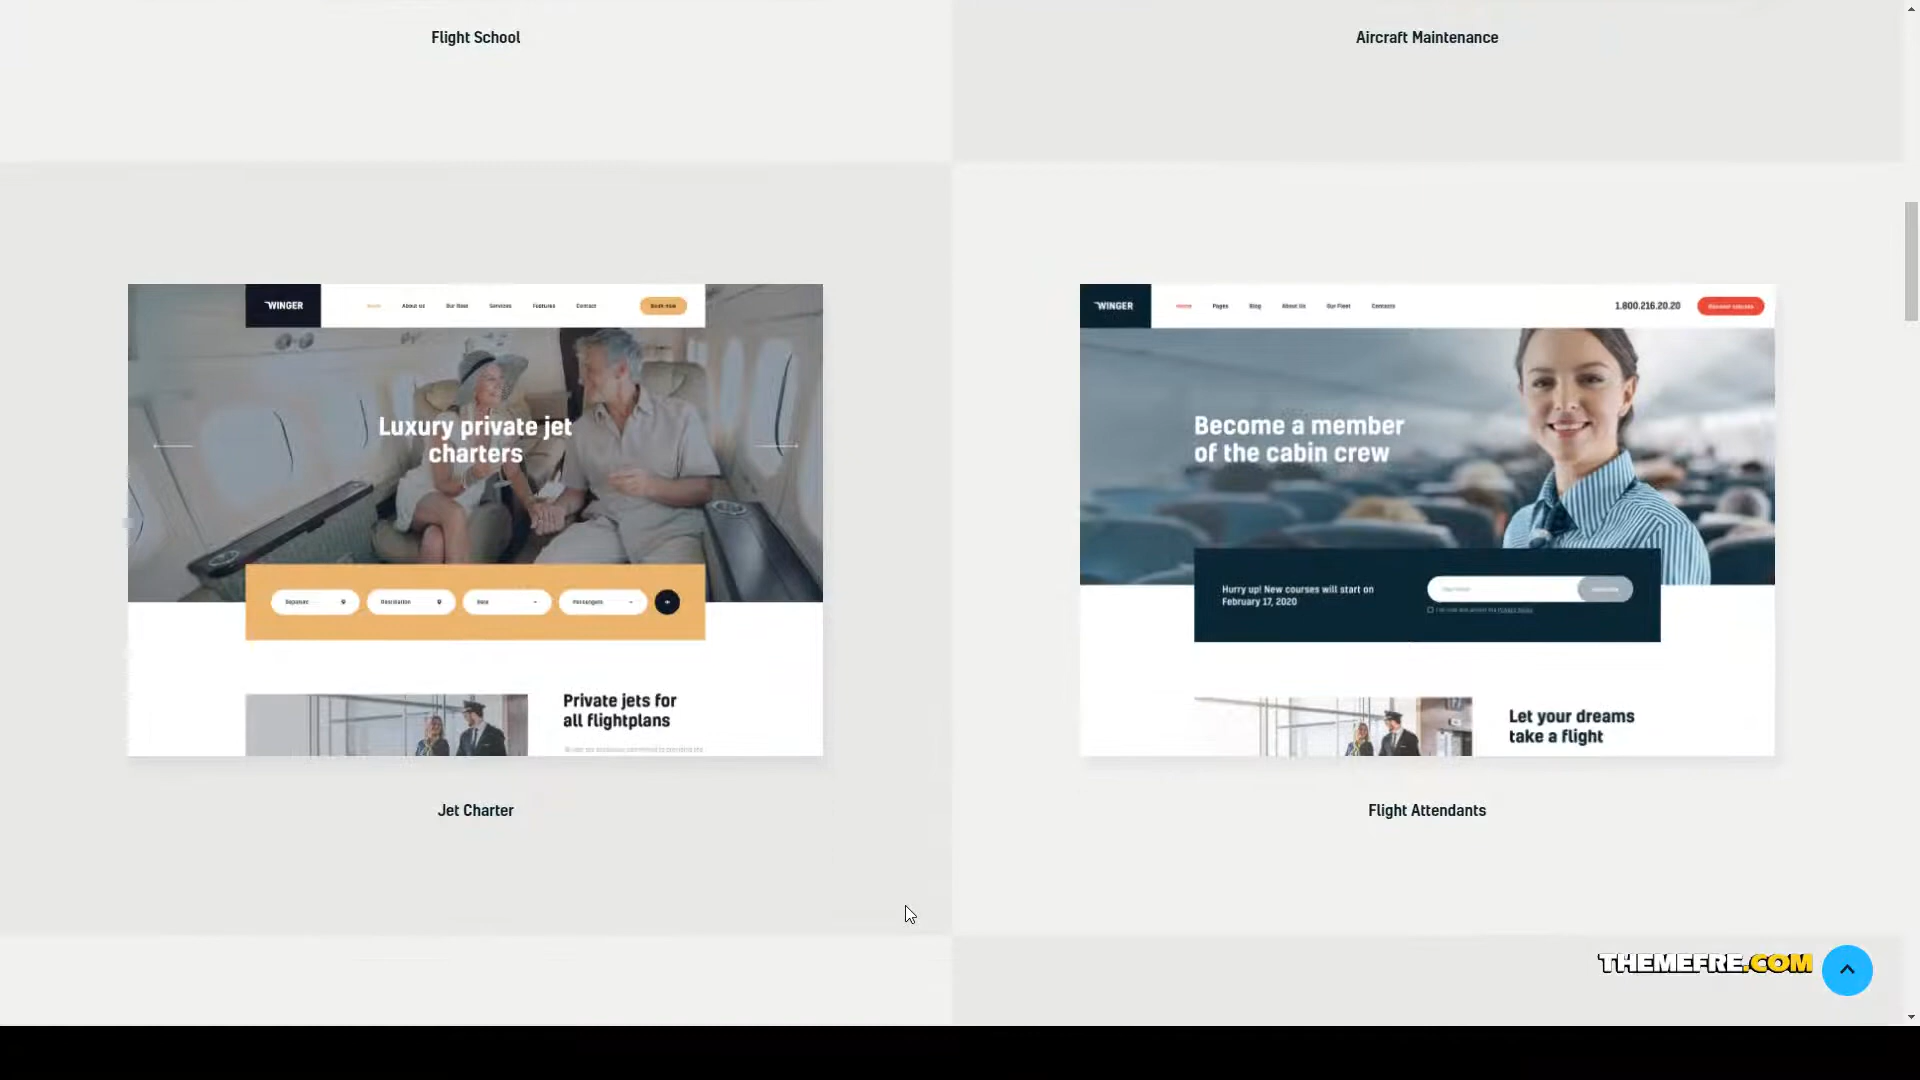 Flight School
Aircraft Maintenance
WINGER
Home About Us Our Fleet Services Features Contact
Book now
Luxury private jet
charters
Departure
Destination
Date
Passengers
Private jets for
all flightplans
Jet Charter
WINGER
Home Pages Blog About Us Our Fleet Contacts
1.800.216.20.20
Become a member
of the cabin crew
Hurry up! New courses will start on
February 17, 2020
Let your dreams
take a flight
Flight Attendants
THEMEFRE.COM